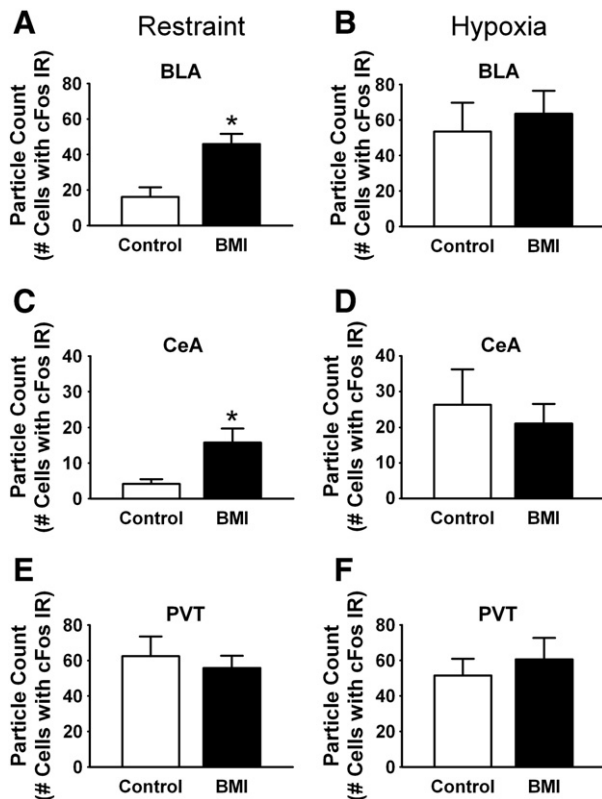 Restraint
Hypoxia
A
BLA
Particle Count
(# Cells with cFos IR)
80
60
40
20
0
*
Control
BMI
B
BLA
Particle Count
(# Cells with cFos IR)
80
60
40
20
0
Control
BMI
C
CeA
Particle Count
(# Cells with cFos IR)
40
30
20
10
0
*
Control
BMI
D
CeA
Particle Count
(# Cells with cFos IR)
40
30
20
10
0
Control
BMI
E
PVT
Particle Count
(# Cells with cFos IR)
80
60
40
20
0
Control
BMI
F
PVT
Particle Count
(# Cells with cFos IR)
80
60
40
20
0
Control
BMI